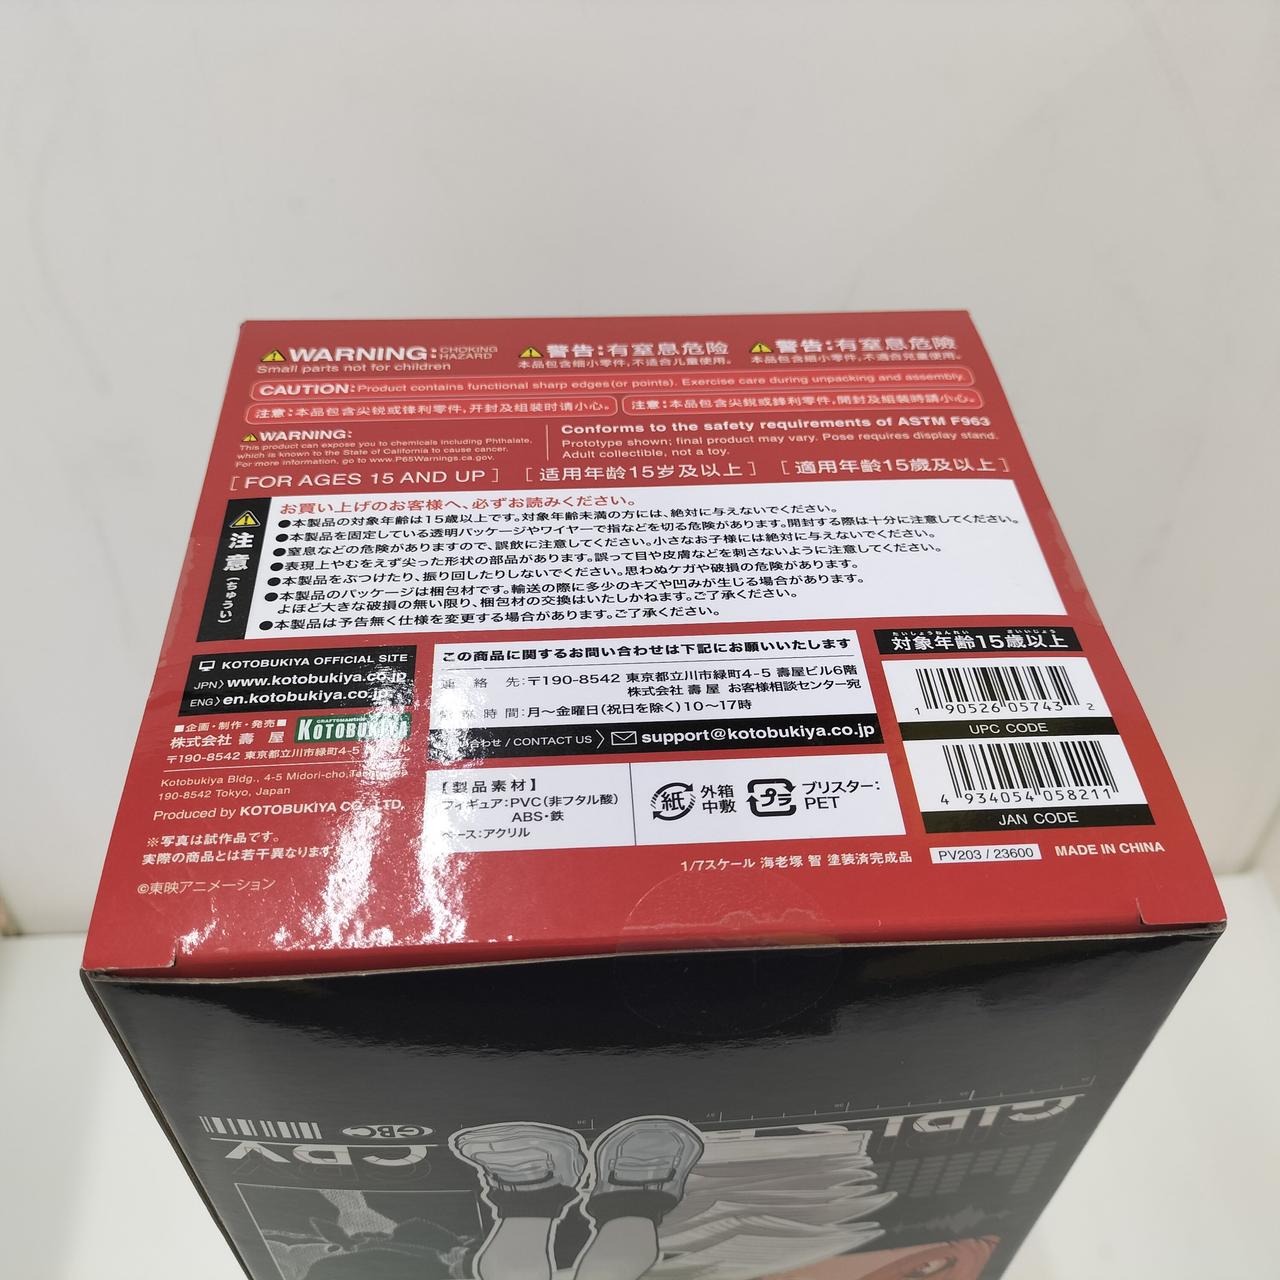 WARNING: CHOKING HAZARD
Small parts not for children
警告:有窒息危险
本品包含细小零件,不适合儿童使用。
警告:有窒息危險
本品包含細小零件,不適合兒童使用。
CAUTION: Product contains functional sharp edges (or points). Exercise care during unpacking and assembly.
注意:本品包含尖锐或锋利零件,开封及组装时请小心。
注意:本品包含尖銳或鋒利零件,開封及組裝時請小心。
WARNING:
This product can expose you to chemicals including Phthalate,
which is known to the State of California to cause cancer.
For more information, go to www.P65Warnings.ca.gov.
Conforms to the safety requirements of ASTM F963
Prototype shown; final product may vary. Pose requires display stand.
Adult collectible, not a toy.
[ FOR AGES 15 AND UP ] [ 适用年龄15岁及以上 ] [ 適用年齡15歲及以上 ]
注意(ちゅうい)
お買い上げのお客様へ、必ずお読みください。
●本製品の対象年齢は15歳以上です。対象年齢未満の方には、絶対に与えないでください。
●本製品を固定している透明パッケージやワイヤーで指などを切る危険があります。開封する際は十分に注意してください。
●窒息などの危険がありますので、誤飲に注意してください。小さなお子様には絶対に与えないでください。
●表現上やむをえず尖った形状の部品があります。誤って目や皮膚などを刺さないように注意してください。
●本製品をぶつけたり、振り回したりしないでください。思わぬケガや破損の危険があります。
●本製品のパッケージは梱包材です。輸送の際に多少のキズや凹みが生じる場合があります。
よほど大きな破損の無い限り、梱包材の交換はいたしかねます。ご了承ください。
●本製品は予告無く仕様を変更する場合があります。ご了承ください。
KOTOBUKIYA OFFICIAL SITE
JPN〉www.kotobukiya.co.jp
ENG〉en.kotobukiya.co.jp
■企画・制作・発売■
株式会社 壽 屋
CRAFTSMANSHIP
KOTOBUKIYA
〒190-8542 東京都立川市緑町4-5
Kotobukiya Bldg., 4-5 Midori-cho,
190-8542 Tokyo, Japan
Produced by KOTOBUKIYA CO., LTD.
※写真は試作品です。
実際の商品とは若干異なります。
©東映アニメーション
この商品に関するお問い合わせは下記にお願いいたします
連 絡 先:〒190-8542 東京都立川市緑町4-5 壽屋ビル6階
株式会社 壽 屋 お客様相談センター宛
時 間:月〜金曜日(祝日を除く)10〜17時
合わせ / CONTACT US 〉 support@kotobukiya.co.jp
【製品素材】
フィギュア:PVC(非フタル酸)
ABS・鉄
ベース:アクリル
紙
外箱
中敷
プラ
ブリスター:
PET
たいしょうねんれい さいいじょう
対象年齢15歳以上
1 90526 05743 2
UPC CODE
4 934054 058211
JAN CODE
1/7スケール 海老塚 智 塗装済完成品
PV203 / 23600
MADE IN CHINA
GBC